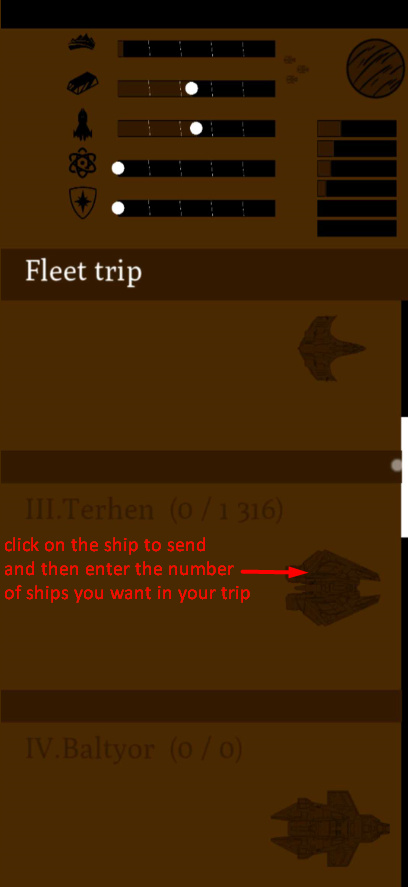 Fleet trip
III.Terhen (0 / 1 316)
click on the ship to send
and then enter the number
of ships you want in your trip
IV.Baltyor (0 / 0)